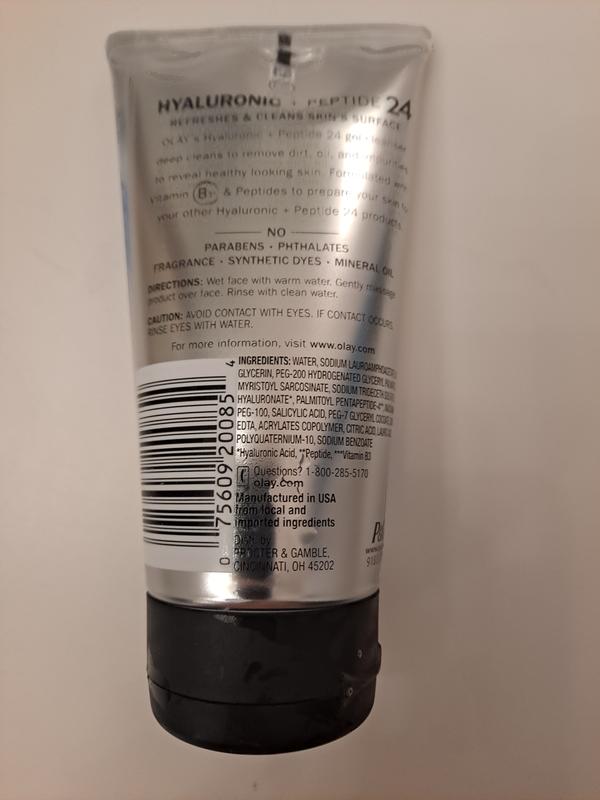 HYALURONIC + PEPTIDE 24
REFRESHES & CLEANS SKIN'S SURFACE
OLAY's Hyaluronic + Peptide 24 gel cleanser
deep cleans to remove dirt, oil, and impurities
to reveal healthy looking skin. Formulated with
Vitamin B3 & Peptides to prepare your skin for
your other Hyaluronic + Peptide 24 products.
NO
PARABENS • PHTHALATES
FRAGRANCE • SYNTHETIC DYES • MINERAL OIL
DIRECTIONS: Wet face with warm water. Gently massage
product over face. Rinse with clean water.
CAUTION: AVOID CONTACT WITH EYES. IF CONTACT OCCURS,
RINSE EYES WITH WATER.
For more information, visit www.olay.com
INGREDIENTS: WATER, SODIUM
GLYCERIN, PEG-200 HYDROGENATED GLYCERYL
MYRISTOYL SARCOSINATE, SODIUM TRIDECETH
HYALURONATE*, PALMITOYL PENTAPEPTIDE-4**,
PEG-100, SALICYLIC ACID, PEG-7 GLYCERYL
EDTA, ACRYLATES COPOLYMER, CITRIC ACID,
POLYQUATERNIUM-10, SODIUM BENZOATE
*Hyaluronic Acid, **Peptide, ***Vitamin B3
Questions? 1-800-285-5170
olay.com
Manufactured in USA
from local and
imported ingredients
Dist. by
PROCTER & GAMBLE,
CINCINNATI, OH 45202
0 75609 20085 4